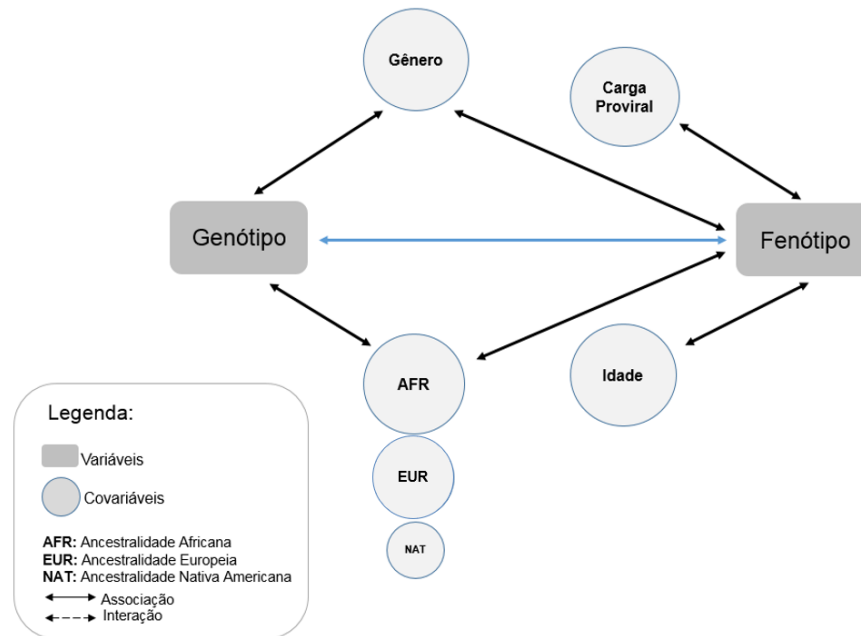 Gênero
Carga
Proviral
Genótipo
Fenótipo
AFR
Idade
EUR
NAT
Legenda:
Variáveis
Covariáveis
AFR: Ancestralidade Africana
EUR: Ancestralidade Europeia
NAT: Ancestralidade Nativa Americana
Associação
Interação